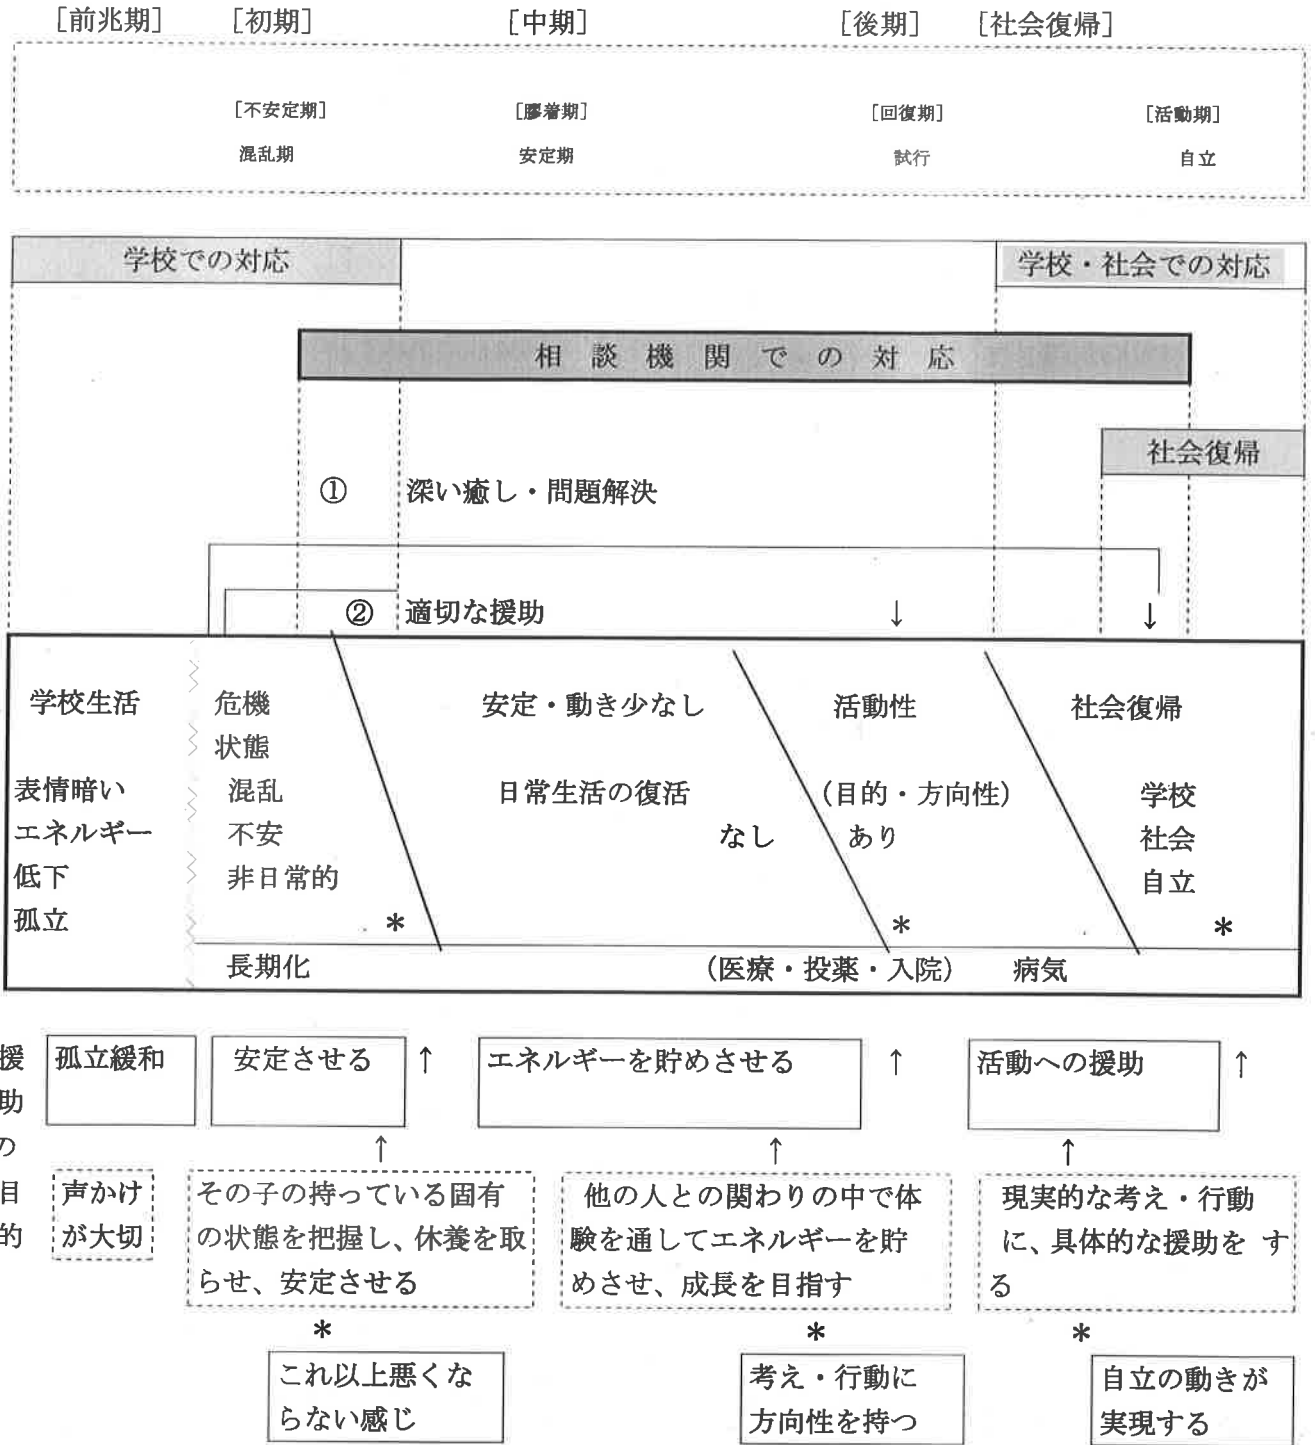 [前兆期] [初期] [中期] [後期] [社会復帰]
[不安定期] [膠着期] [回復期] [活動期]
混乱期 安定期 試行 自立
学校での対応 学校・社会での対応
相談機関での対応
社会復帰
① 深い癒し・問題解決
② 適切な援助 ↓ ↓
学校生活 危機 安定・動き少なし 活動性 社会復帰
状態
表情暗い 混乱 日常生活の復活 (目的・方向性) 学校
エネルギー 不安 なし あり 社会
低下 非日常的 自立
孤立 * * *
長期化 (医療・投薬・入院) 病気
援助の目的
孤立緩和 安定させる ↑ エネルギーを貯めさせる ↑ 活動への援助 ↑
↑ ↑ ↑
声かけ
が大切
その子の持っている固有
の状態を把握し、休養を取
らせ、安定させる
他の人との関わりの中で体
験を通してエネルギーを貯
めさせ、成長を目指す
現実的な考え・行動
に、具体的な援助を す
る
* * *
これ以上悪くな
らない感じ
考え・行動に
方向性を持つ
自立の動きが
実現する